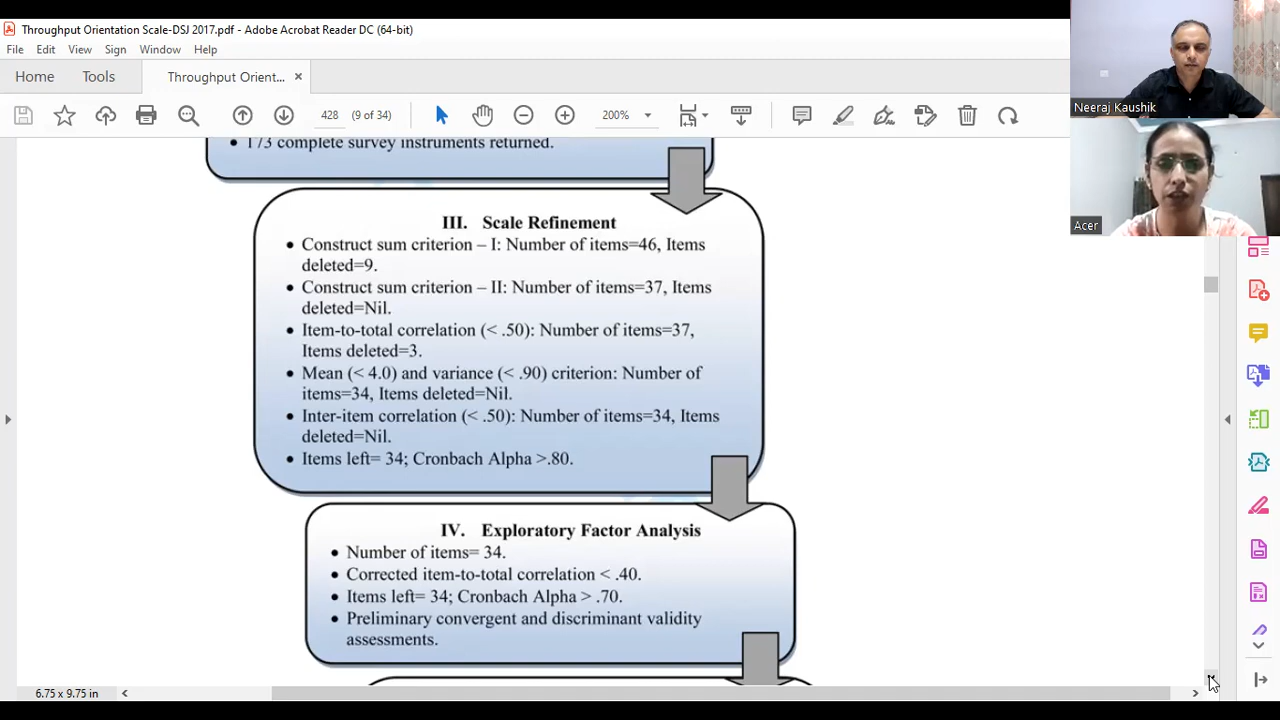 Throughput Orientation Scale-DSJ 2017.pdf - Adobe Acrobat Reader DC (64-bit)
File Edit View Sign Window Help
Home Tools Throughput Orient... ×
428 (9 of 34) 200%
• 173 complete survey instruments returned.
III. Scale Refinement
• Construct sum criterion – I: Number of items=46, Items
deleted=9.
• Construct sum criterion – II: Number of items=37, Items
deleted=Nil.
• Item-to-total correlation (< .50): Number of items=37,
Items deleted=3.
• Mean (< 4.0) and variance (< .90) criterion: Number of
items=34, Items deleted=Nil.
• Inter-item correlation (< .50): Number of items=34, Items
deleted=Nil.
• Items left= 34; Cronbach Alpha >.80.
IV. Exploratory Factor Analysis
• Number of items= 34.
• Corrected item-to-total correlation < .40.
• Items left= 34; Cronbach Alpha > .70.
• Preliminary convergent and discriminant validity
assessments.
6.75 x 9.75 in
Neeraj Kaushik
Acer